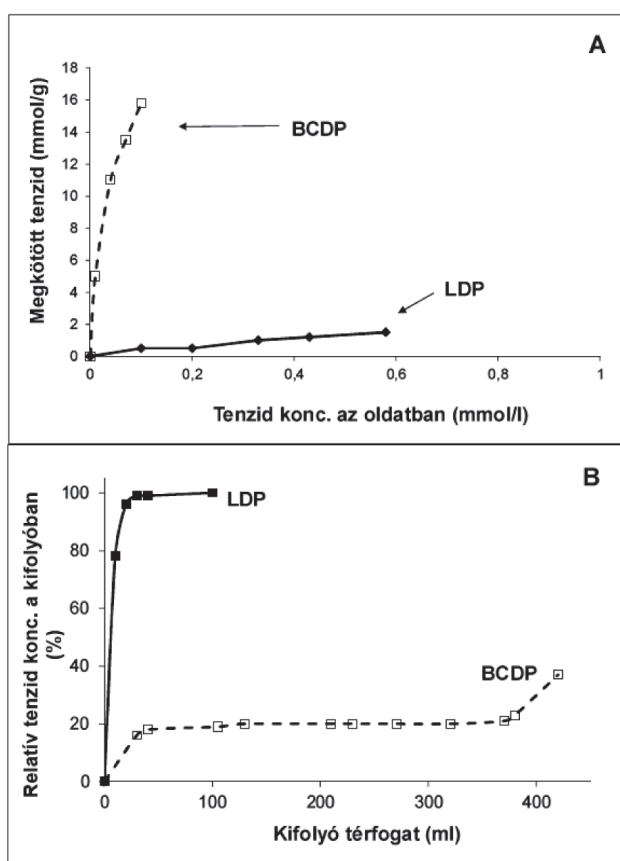 A
Megkötött tenzid (mmol/g)
18
16
14
12
10
8
6
4
2
0
BCDP
LDP
0
0,2
0,4
0,6
0,8
1
Tenzid konc. az oldatban (mmol/l)
B
Relatív tenzid konc. a kifolyóban
(%)
100
80
60
40
20
0
LDP
BCDP
0
100
200
300
400
Kifolyó térfogat (ml)